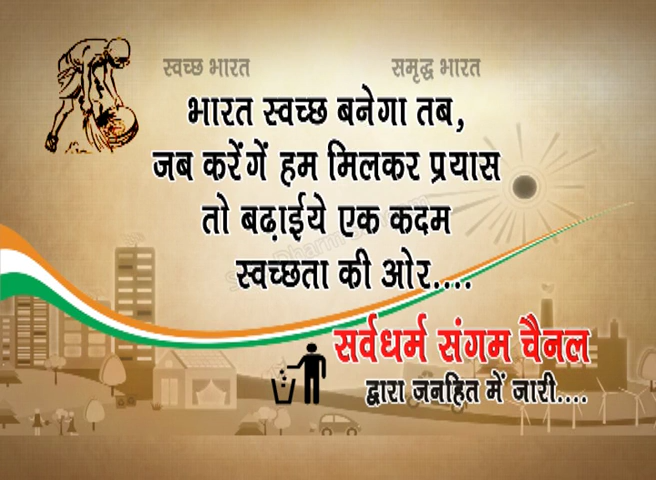 स्वच्छ भारत समृद्ध भारत
भारत स्वच्छ बनेगा तब,
जब करेंगें हम मिलकर प्रयास
तो बढ़ाईये एक कदम
स्वच्छता की ओर....
सर्वधर्म संगम चैनल
द्वारा जनहित में जारी....